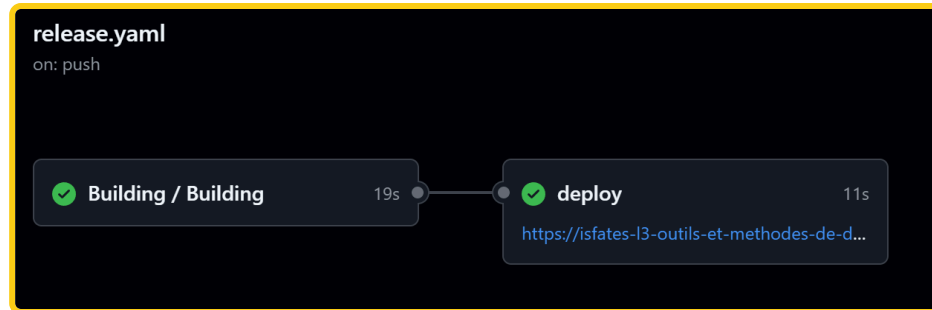 release.yaml
on: push
Building / Building 19s
deploy 11s
https://isfates-l3-outils-et-methodes-de-d...